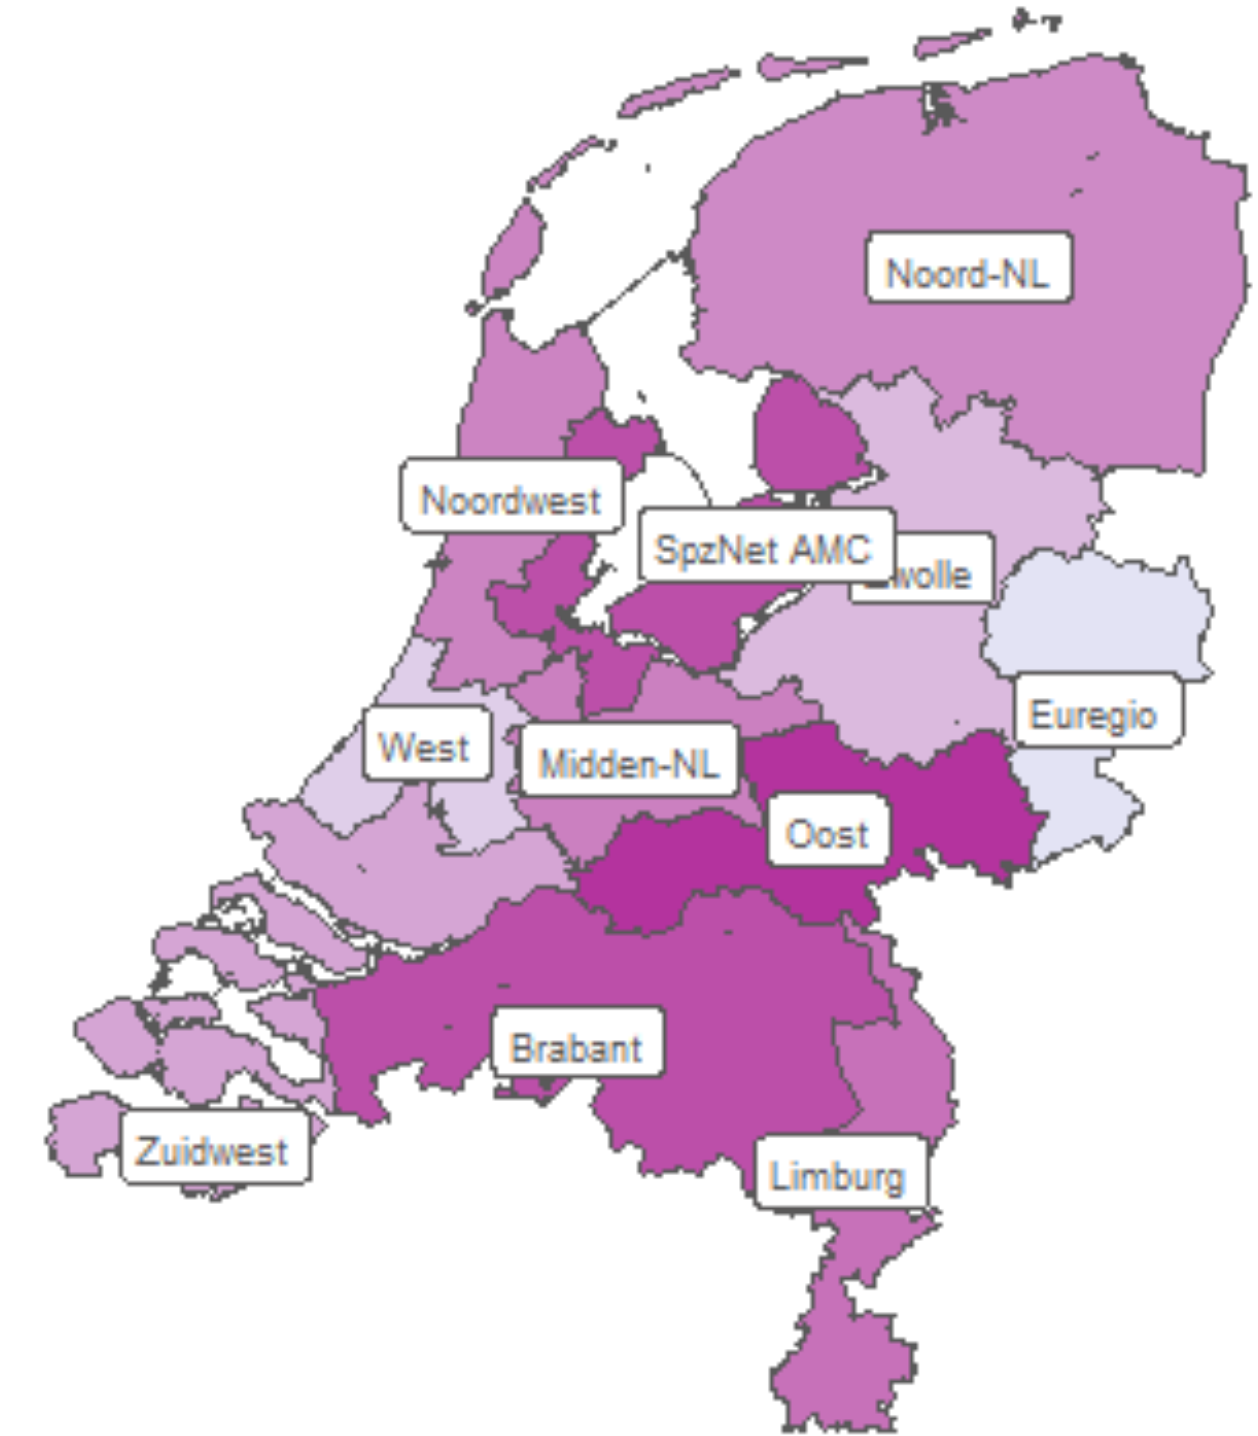 Noord-NL
Noordwest
SpzNet AMC
wolle
Euregio
West
Midden-NL
Oost
Brabant
Zuidwest
Limburg